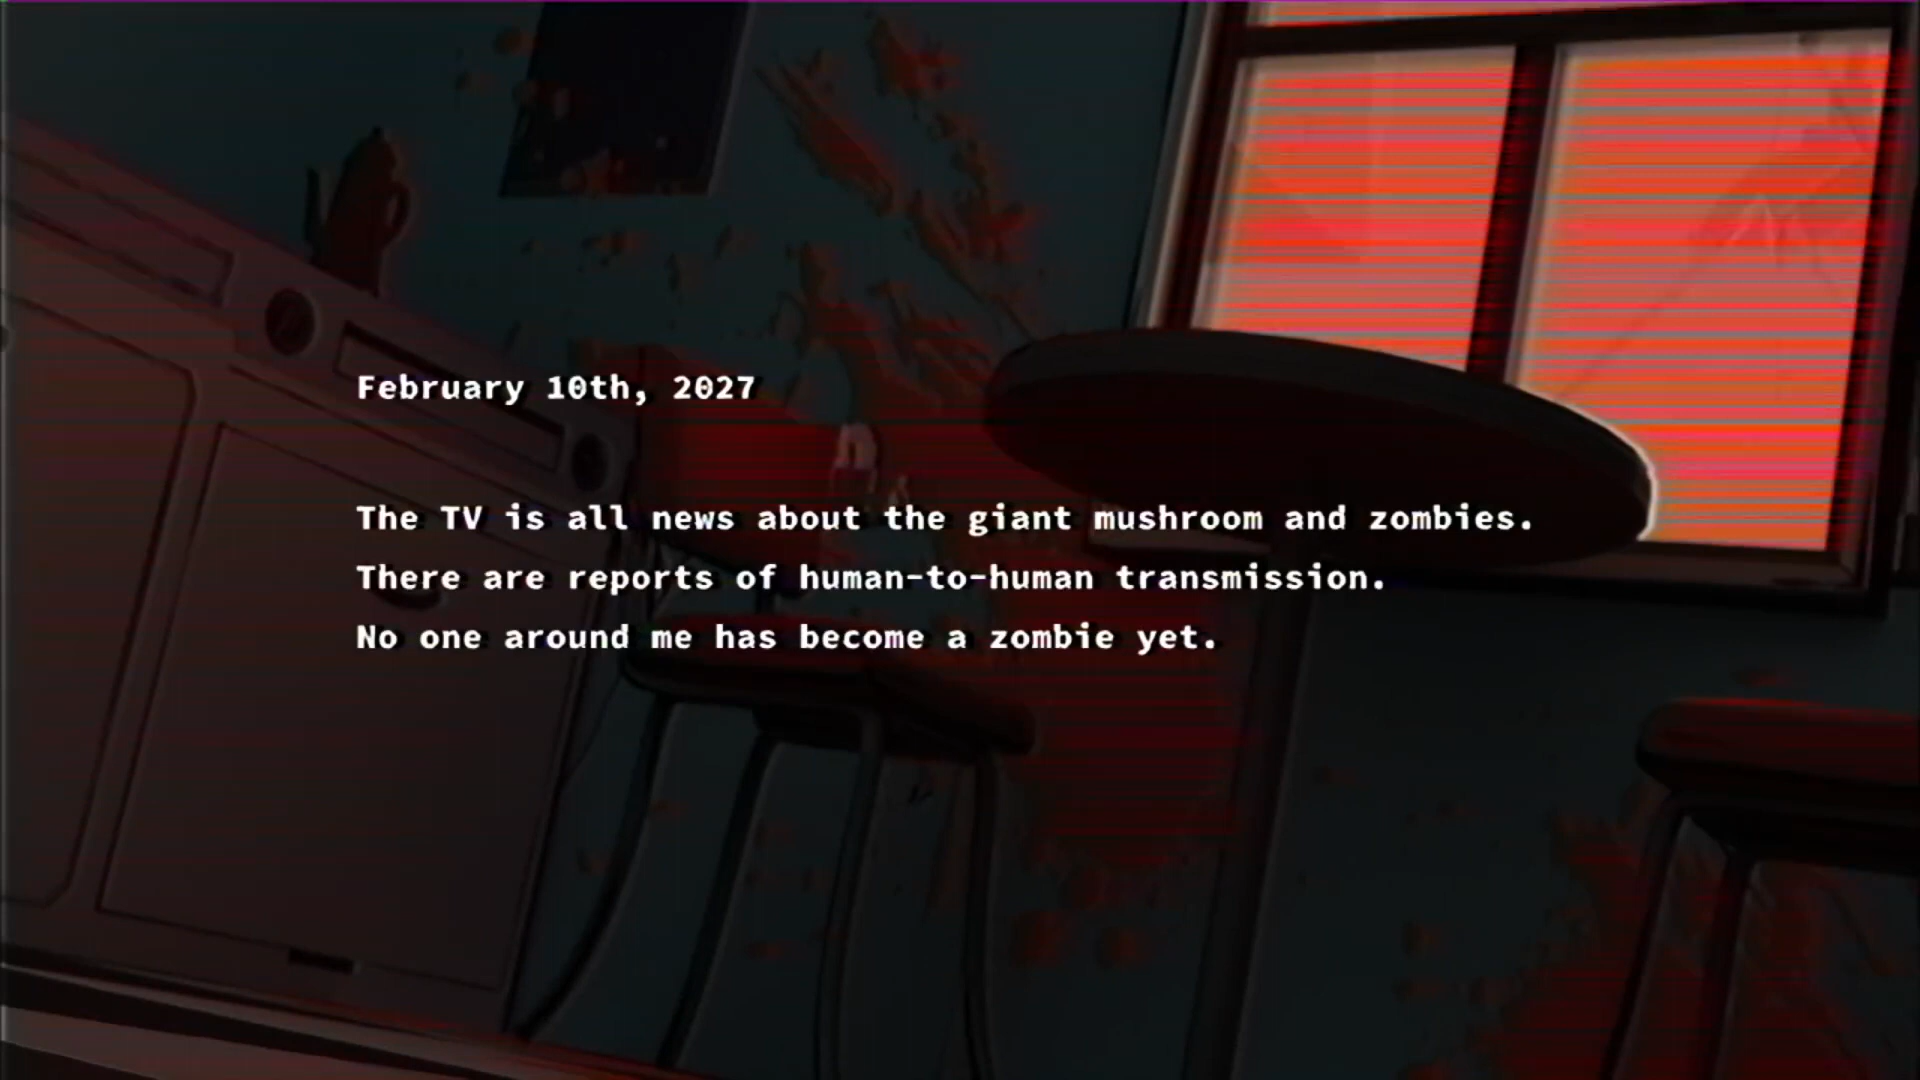 February 10th, 2027
The TV is all news about the giant mushroom and zombies.
There are reports of human-to-human transmission.
No one around me has become a zombie yet.